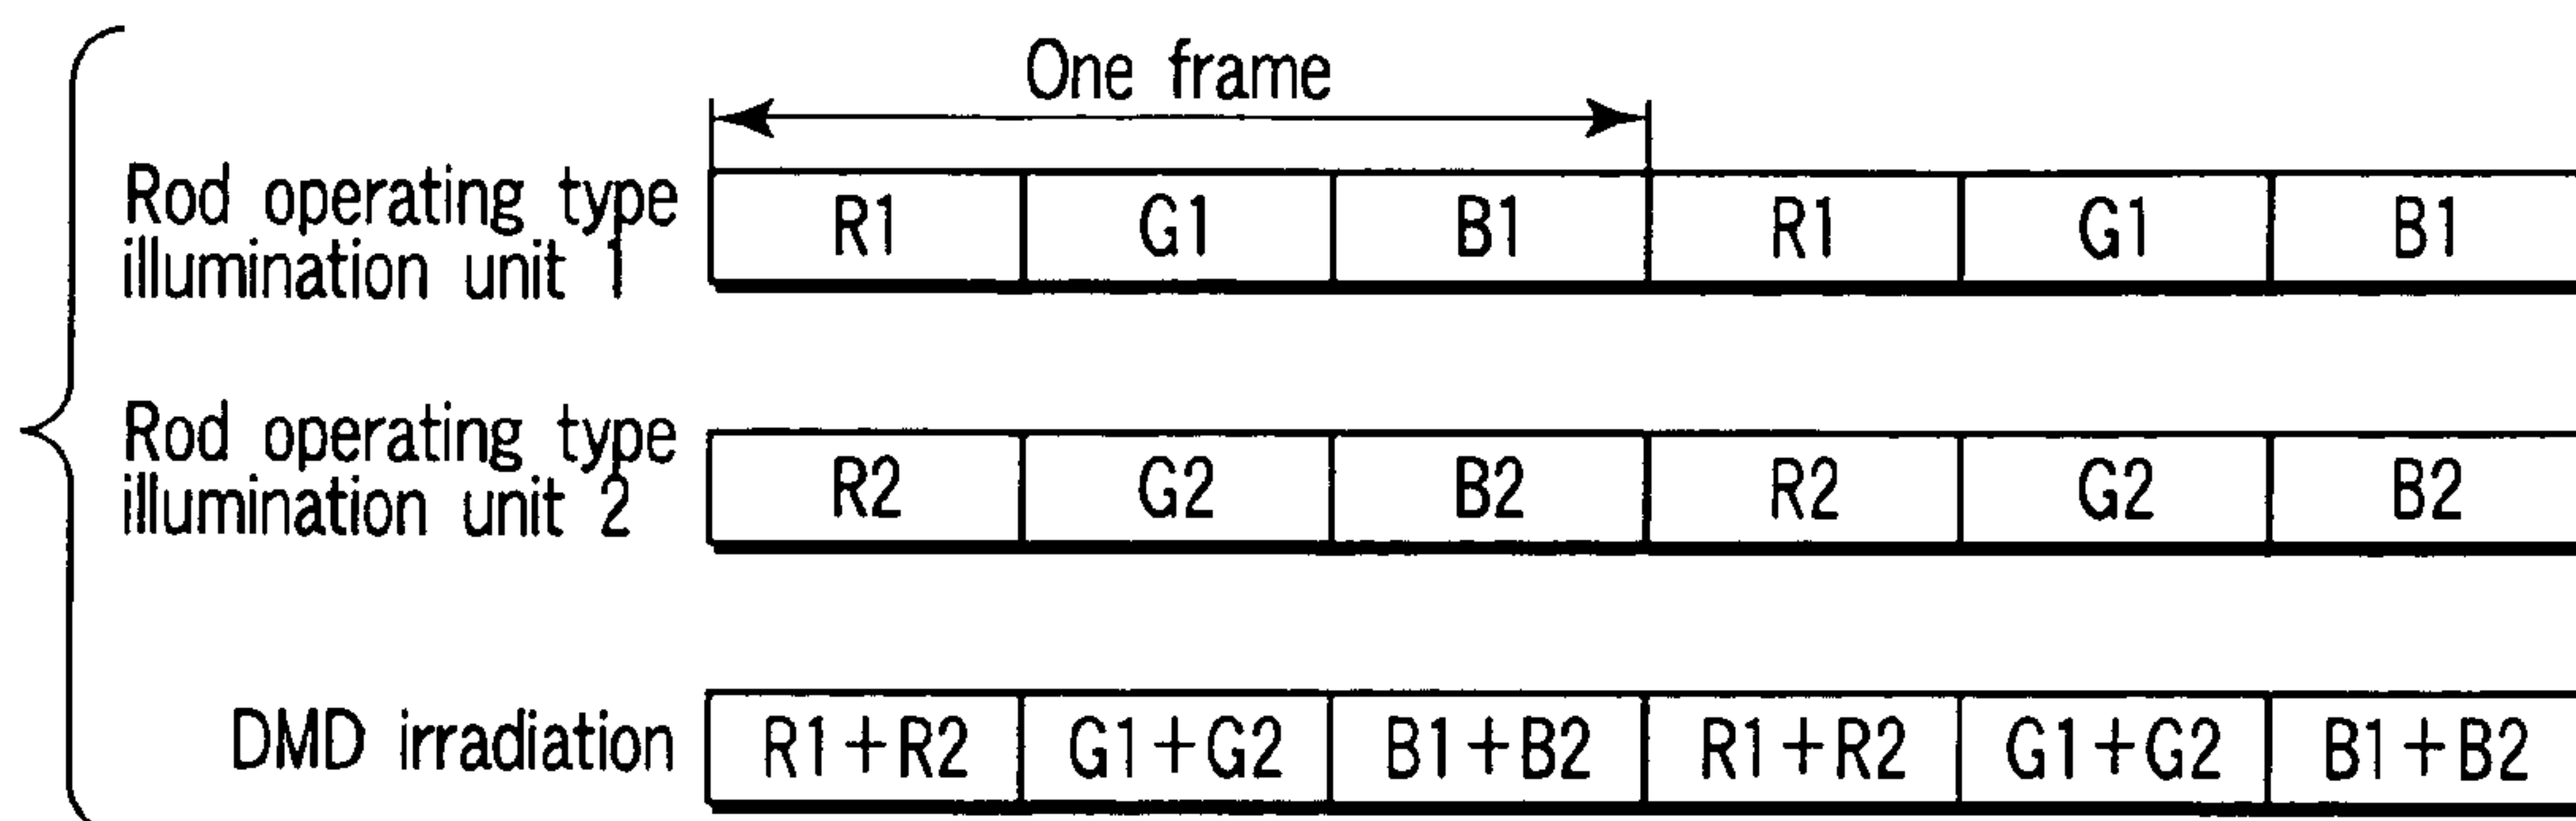 One frame
Rod operating type
illumination unit 1
R1 G1 B1 R1 G1 B1
Rod operating type
illumination unit 2
R2 G2 B2 R2 G2 B2
DMD irradiation R1+R2 G1+G2 B1+B2 R1+R2 G1+G2 B1+B2